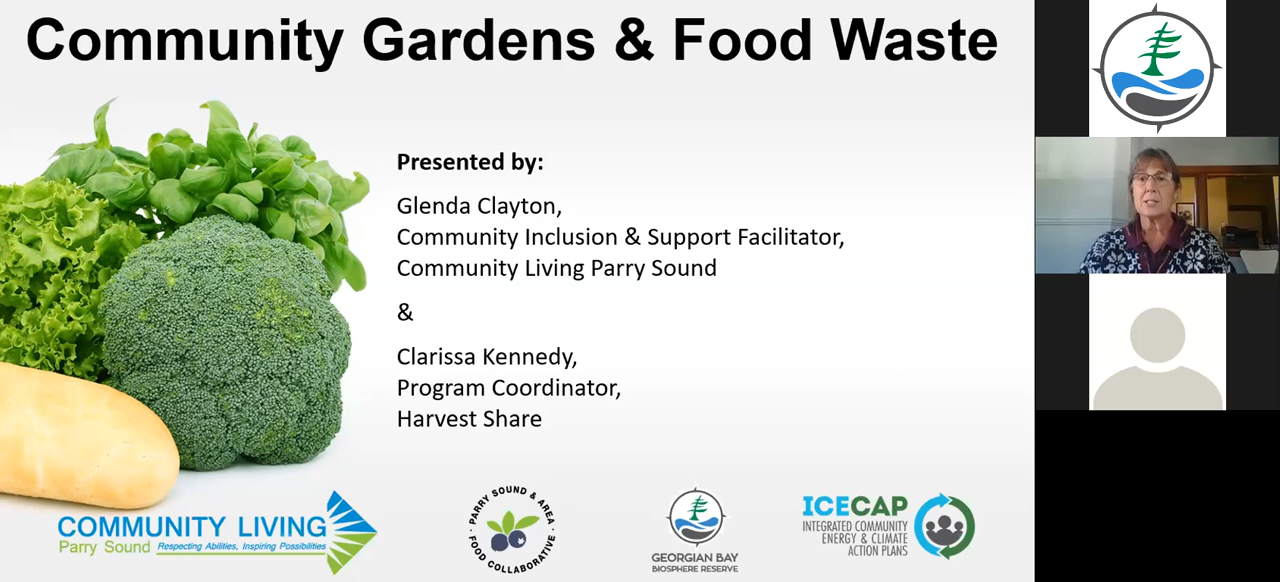 Community Gardens & Food Waste
Presented by:
Glenda Clayton,
Community Inclusion & Support Facilitator,
Community Living Parry Sound
&
Clarissa Kennedy,
Program Coordinator,
Harvest Share
COMMUNITY LIVING
Parry Sound Respecting Abilities, Inspiring Possibilities
· PARRY SOUND & AREA ·
FOOD COLLABORATIVE
GEORGIAN BAY
BIOSPHERE RESERVE
ICECAP
INTEGRATED COMMUNITY
ENERGY & CLIMATE
ACTION PLANS